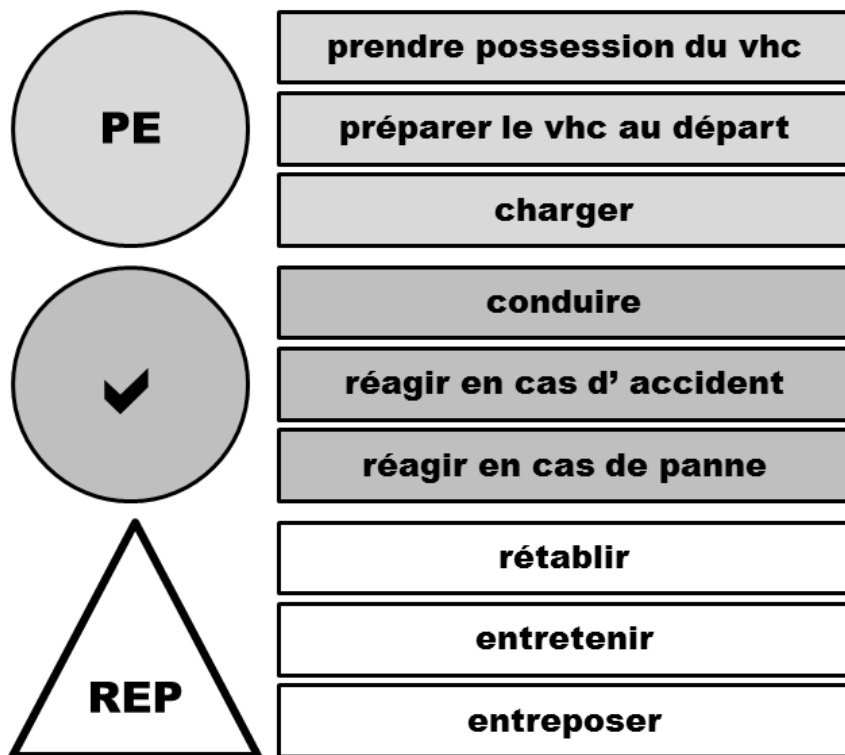 PE
prendre possession du vhc
préparer le vhc au départ
charger
conduire
réagir en cas d’ accident
réagir en cas de panne
REP
rétablir
entretenir
entreposer